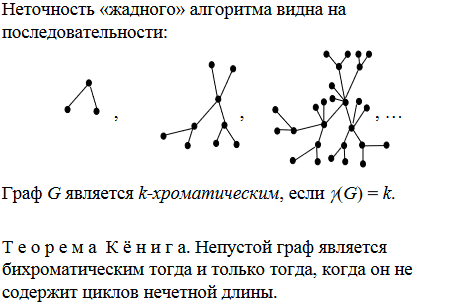 Неточность «жадного» алгоритма видна на
последовательности:
, , , …
Граф G является k-хроматическим, если γ(G) = k.
Т е о р е м а К ё н и г а. Непустой граф является
бихроматическим тогда и только тогда, когда он не
содержит циклов нечетной длины.